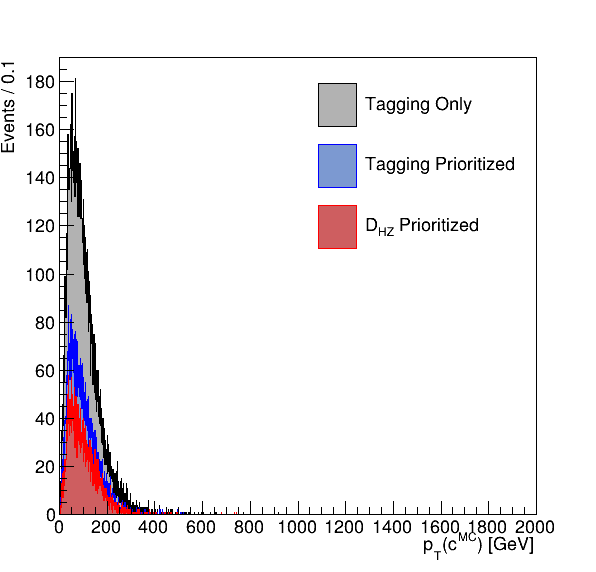 Events / 0.1
180
160
140
120
100
80
60
40
20
0
Tagging Only
Tagging Prioritized
D_HZ Prioritized
0 200 400 600 800 1000 1200 1400 1600 1800 2000
p_T(c^MC) [GeV]